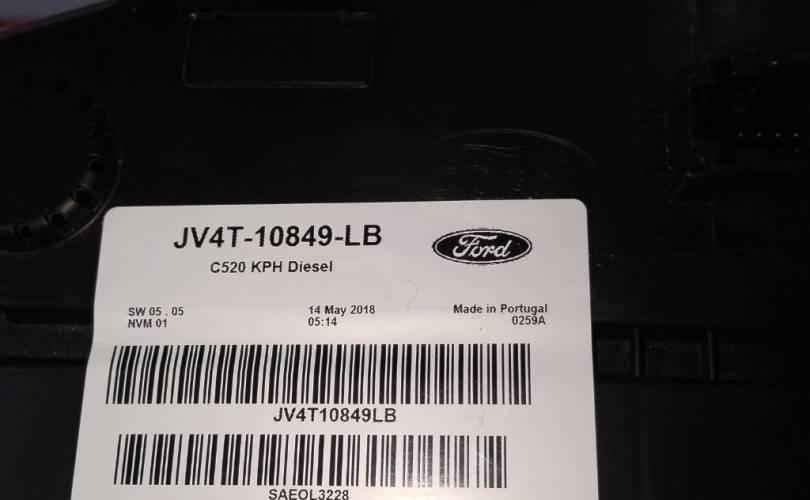 Ford
JV4T-10849-LB
Ford
C520 KPH Diesel
SW 05 . 05
14 May 2018
Made in Portugal
NVM 01
05:14
0259A
JV4T10849LB
SAEOL3228